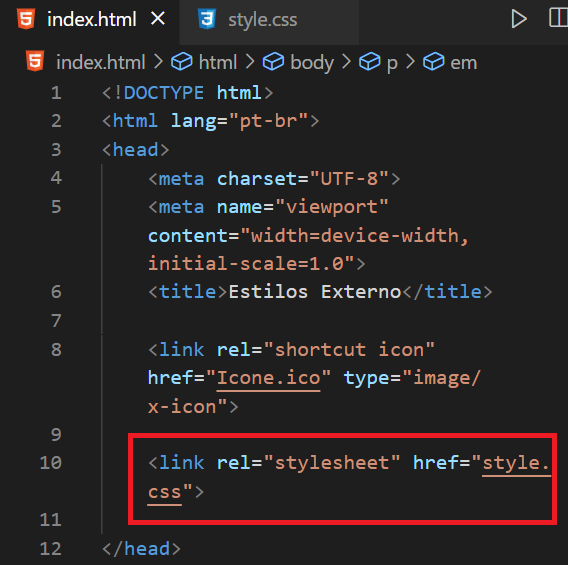 index.html style.css
index.html > html > body > p > em
1 <!DOCTYPE html>
2 <html lang="pt-br">
3 <head>
4 <meta charset="UTF-8">
5 <meta name="viewport"
content="width=device-width,
initial-scale=1.0">
6 <title>Estilos Externo</title>
7
8 <link rel="shortcut icon"
href="Icone.ico" type="image/
x-icon">
9
10 <link rel="stylesheet" href="style.
css">
11
12 </head>